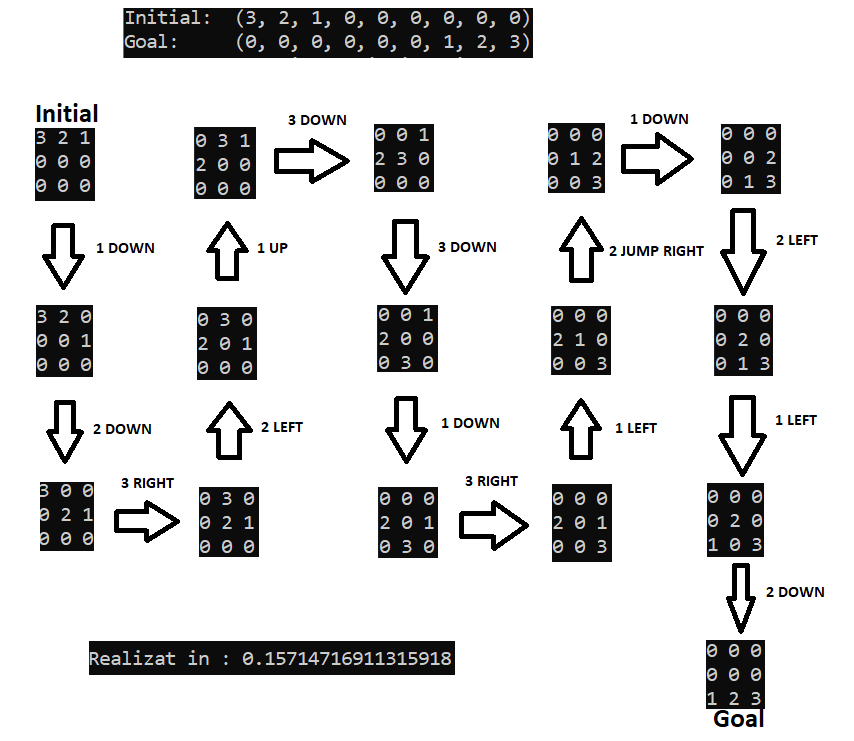 Initial:  (3, 2, 1, 0, 0, 0, 0, 0, 0)
Goal:     (0, 0, 0, 0, 0, 0, 1, 2, 3)
Initial
3 2 1
0 0 0
0 0 0
1 DOWN
3 2 0
0 0 1
0 0 0
2 DOWN
3 0 0
0 2 1
0 0 0
3 RIGHT
0 3 0
0 2 1
0 0 0
2 LEFT
0 3 0
2 0 1
0 0 0
1 UP
0 3 1
2 0 0
0 0 0
3 DOWN
0 0 1
2 3 0
0 0 0
3 DOWN
0 0 1
2 0 0
0 3 0
1 DOWN
0 0 0
2 0 1
0 3 0
3 RIGHT
0 0 0
2 0 1
0 0 3
1 LEFT
0 0 0
2 1 0
0 0 3
2 JUMP RIGHT
0 0 0
0 1 2
0 0 3
1 DOWN
0 0 0
0 0 2
0 1 3
2 LEFT
0 0 0
0 2 0
0 1 3
1 LEFT
0 0 0
0 2 0
1 0 3
2 DOWN
0 0 0
0 0 0
1 2 3
Goal
Realizat in : 0.15714716911315918